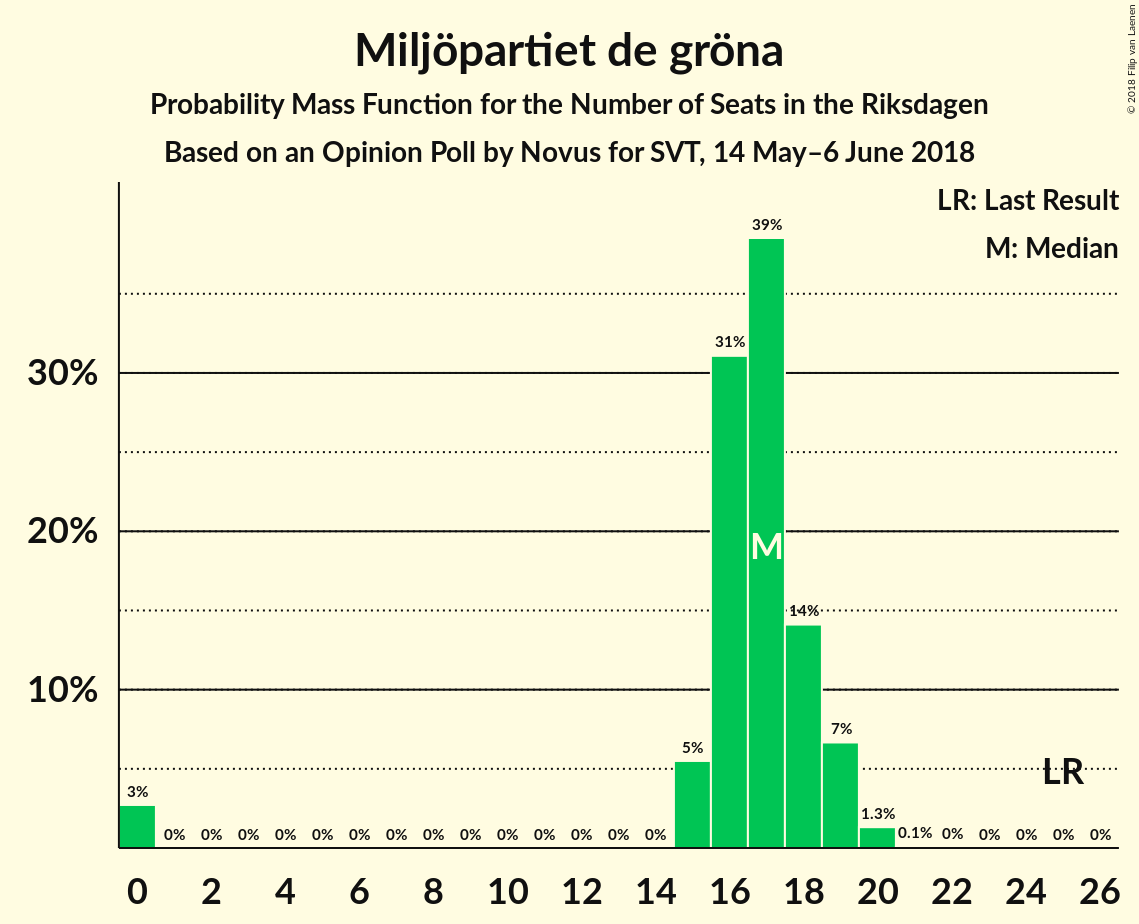 Miljöpartiet de gröna
Probability Mass Function for the Number of Seats in the Riksdagen
Based on an Opinion Poll by Novus for SVT, 14 May–6 June 2018
© 2018 Filip van Laenen
LR: Last Result
M: Median
39%
31%
30%
20%
M
14%
10%
7%
5%
LR
3%
1.3%
0% 0% 0% 0% 0% 0% 0% 0% 0% 0% 0% 0% 0% 0% 0.1% 0% 0% 0% 0% 0%
0 2 4 6 8 10 12 14 16 18 20 22 24 26